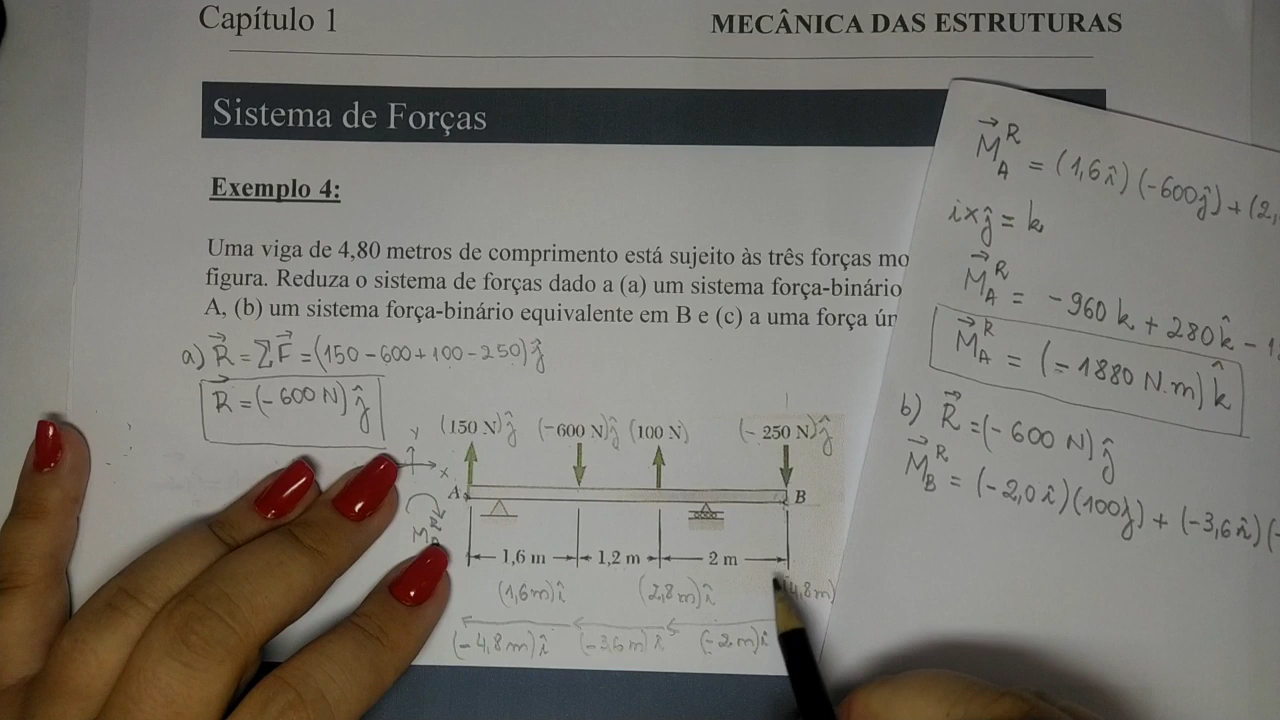 Capítulo 1
MECÂNICA DAS ESTRUTURAS
Sistema de Forças
Exemplo 4:
Uma viga de 4,80 metros de comprimento está sujeito às três forças mo
figura. Reduza o sistema de forças dado a (a) um sistema força-binário
A, (b) um sistema força-binário equivalente em B e (c) a uma força ún
a) R⃗ = ΣF⃗ = (150 - 600 + 100 - 250) ĵ
R⃗ = (-600 N) ĵ
(150 N) ĵ (-600 N) ĵ (100 N) (- 250 N) ĵ
Y
X
A B
1,6 m 1,2 m 2 m
(1,6 m) î (2,8 m) î (4,8 m)
(-4,8 m) î (-3,6 m) î (-2 m) î
M⃗_A^R = (1,6 î) (-600 ĵ) + (2,
i × ĵ = k
M⃗_A^R = -960 k + 280 k̂ - 1
M⃗_A^R = (-1880 N.m) k̂
b) R⃗ = (-600 N) ĵ
M⃗_B^R = (-2,0 î) (100 ĵ) + (-3,6 î) (-